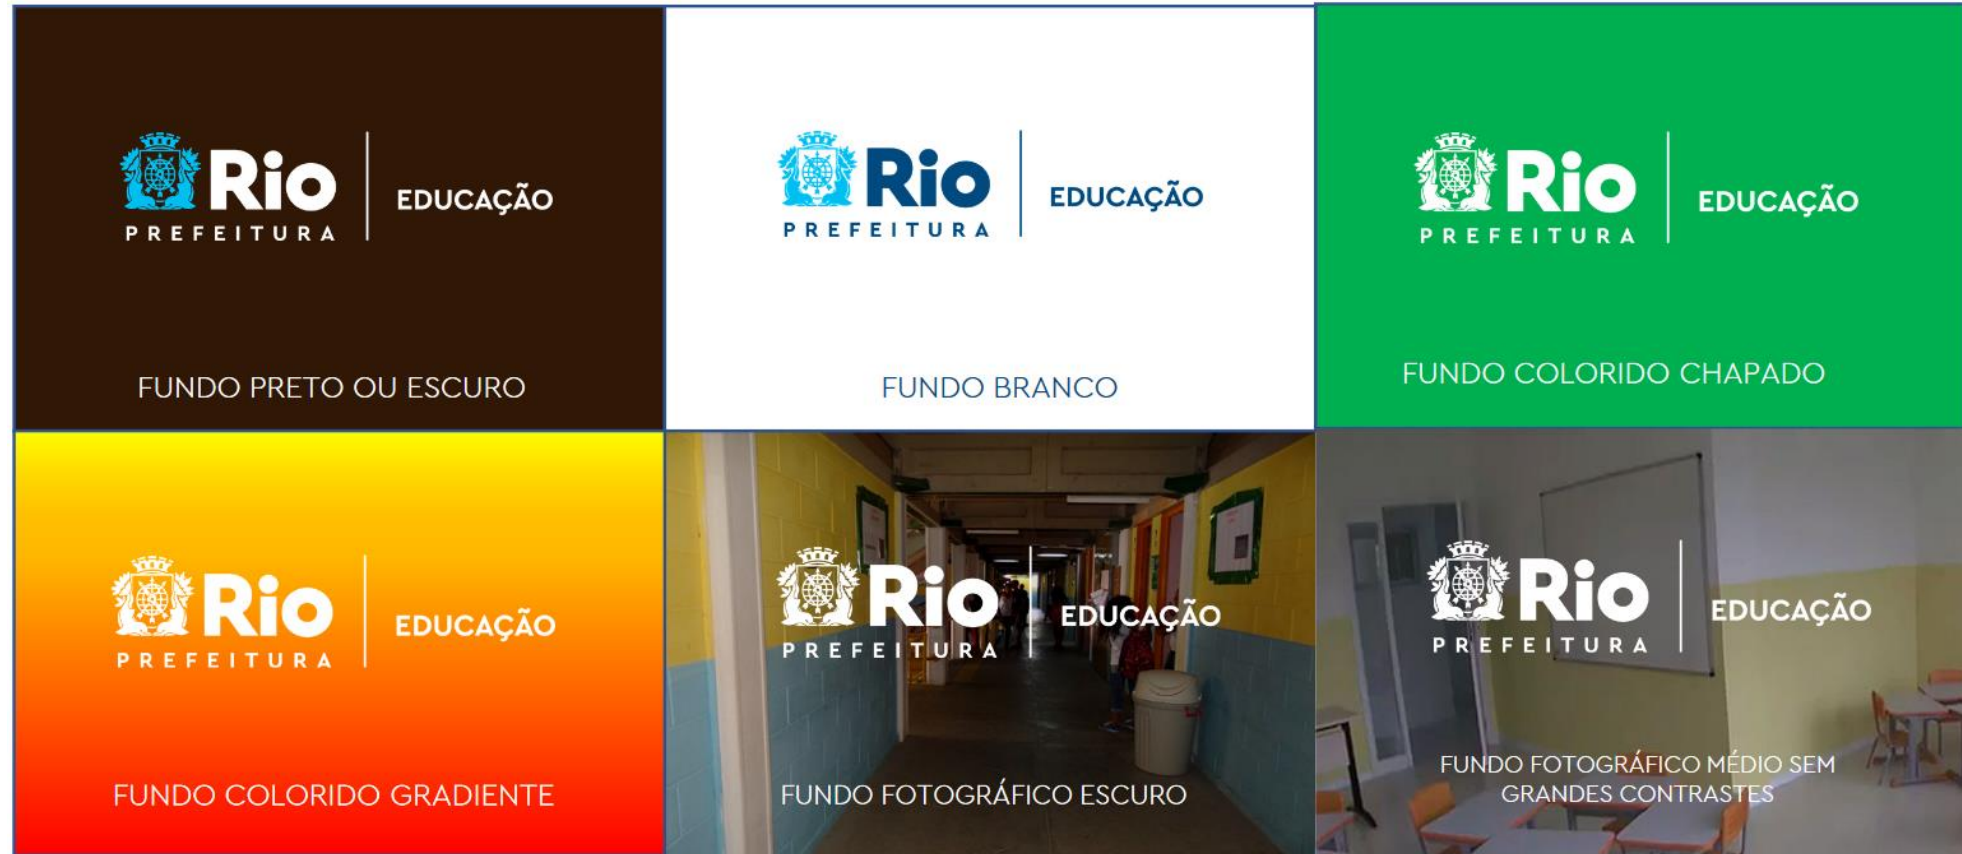 Rio
PREFEITURA
EDUCAÇÃO
FUNDO PRETO OU ESCURO
Rio
PREFEITURA
EDUCAÇÃO
FUNDO BRANCO
Rio
PREFEITURA
EDUCAÇÃO
FUNDO COLORIDO CHAPADO
Rio
PREFEITURA
EDUCAÇÃO
FUNDO COLORIDO GRADIENTE
Rio
PREFEITURA
EDUCAÇÃO
FUNDO FOTOGRÁFICO ESCURO
Rio
PREFEITURA
EDUCAÇÃO
FUNDO FOTOGRÁFICO MÉDIO SEM
GRANDES CONTRASTES